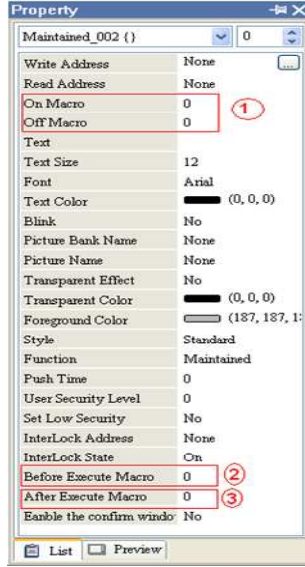 Property
Maintained_002 {} 0
Write Address None ...
Read Address None
On Macro 0
Off Macro 0
1
Text
Text Size 12
Font Arial
Text Color (0, 0, 0)
Blink No
Picture Bank Name None
Picture Name None
Transparent Effect No
Transparent Color (0, 0, 0)
Foreground Color (187, 187, 1
Style Standard
Function Maintained
Push Time 0
User Security Level 0
Set Low Security No
InterLock Address None
InterLock State On
Before Execute Macro 0 2
After Execute Macro 0 3
Eanble the confirm windo No
List Preview